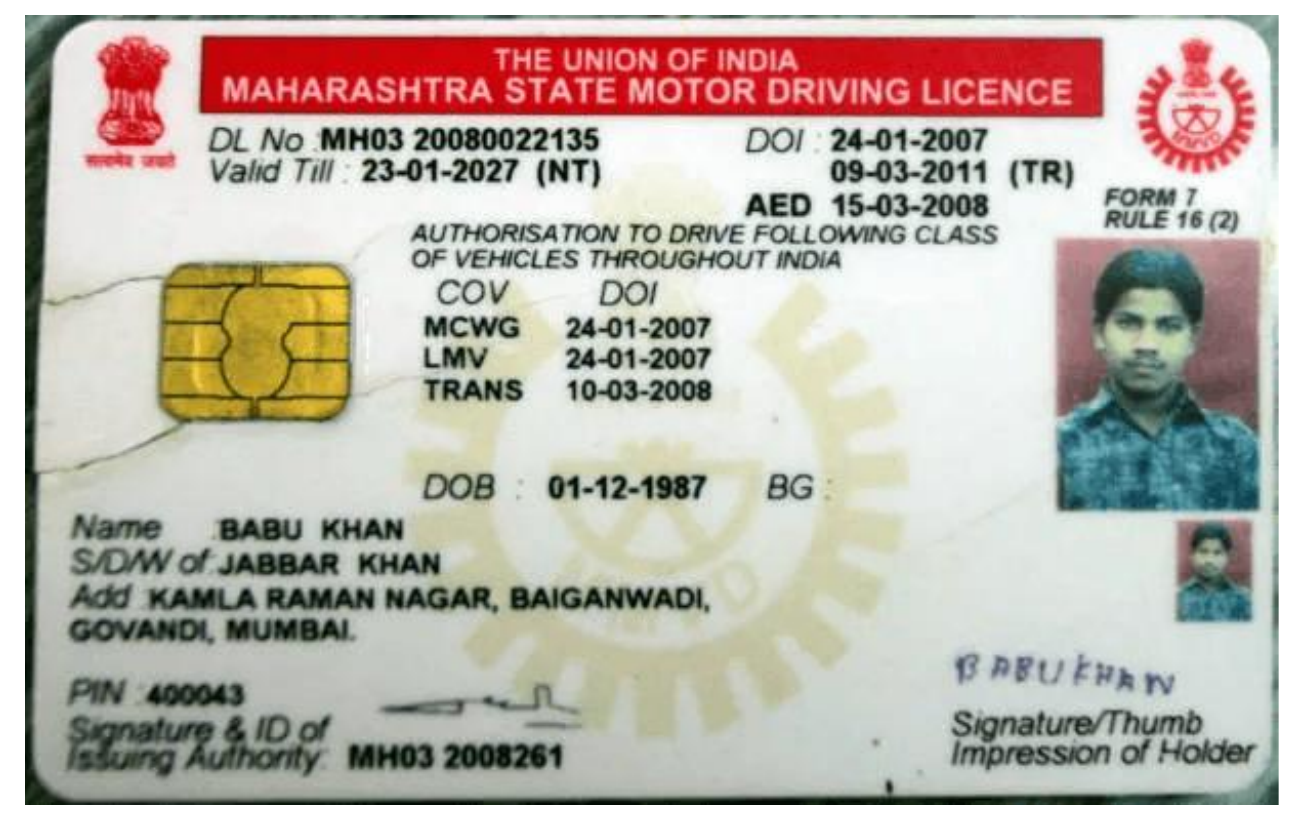 THE UNION OF INDIA
MAHARASHTRA STATE MOTOR DRIVING LICENCE
सत्यमेव जयते
DL No : MH03 20080022135 DOI : 24-01-2007
Valid Till : 23-01-2027 (NT) 09-03-2011 (TR)
AED 15-03-2008
FORM 7
RULE 16 (2)
AUTHORISATION TO DRIVE FOLLOWING CLASS
OF VEHICLES THROUGHOUT INDIA
COV DOI
MCWG 24-01-2007
LMV 24-01-2007
TRANS 10-03-2008
DOB : 01-12-1987 BG :
Name : BABU KHAN
S/D/W of : JABBAR KHAN
Add : KAMLA RAMAN NAGAR, BAIGANWADI,
GOVANDI, MUMBAI.
PIN : 400043
Signature & ID of
Issuing Authority: MH03 2008261
BABU KHAN
Signature/Thumb
Impression of Holder
MMVD